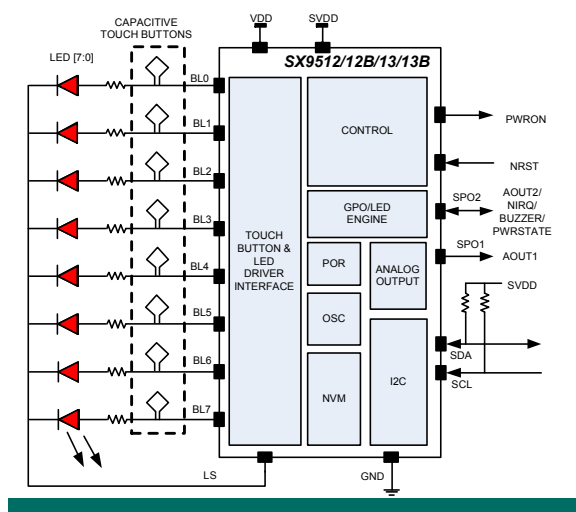 CAPACITIVE
TOUCH BUTTONS
VDD
SVDD
LED [7:0]
SX9512/12B/13/13B
BL0
BL1
BL2
BL3
BL4
BL5
BL6
BL7
TOUCH
BUTTON &
LED
DRIVER
INTERFACE
CONTROL
GPO/LED
ENGINE
POR
ANALOG
OUTPUT
OSC
NVM
I2C
PWRON
NRST
SPO2
AOUT2/
NIRQ/
BUZZER/
PWRSTATE
SPO1
AOUT1
SVDD
SDA
SCL
LS
GND